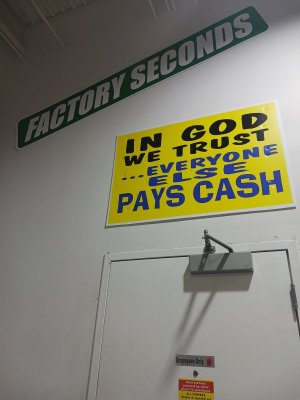 FACTORY SECONDS
IN GOD
WE TRUST
...EVERYONE
ELSE
PAYS CASH
Employees Only